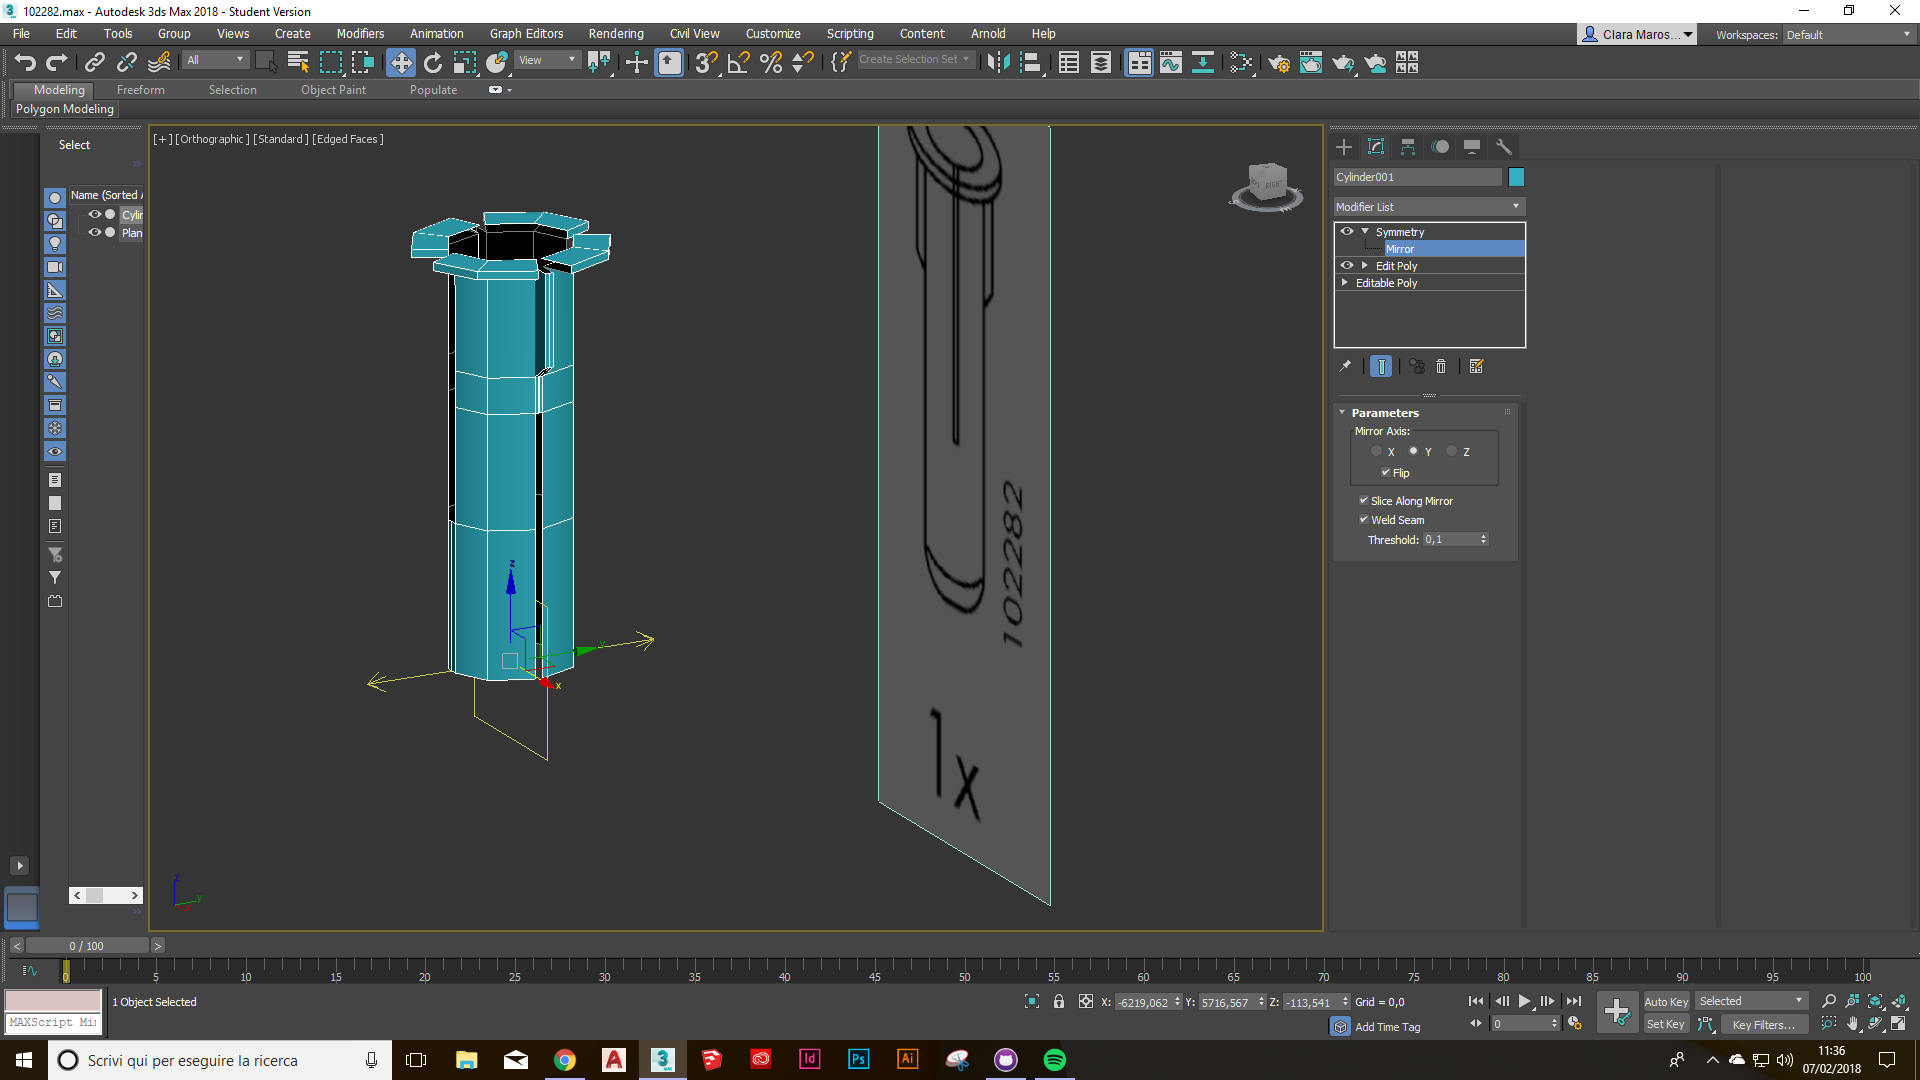 102282.max - Autodesk 3ds Max 2018 - Student Version
File Edit Tools Group Views Create Modifiers Animation Graph Editors Rendering Civil View Customize Scripting Content Arnold Help
Clara Maros... Workspaces: Default
All View Create Selection Set
Modeling Freeform Selection Object Paint Populate
Polygon Modeling
Select
[+] [Orthographic] [Standard] [Edged Faces]
Name (Sorted A
Cylin
Plan
RIGHT
Cylinder001
Modifier List
Symmetry
Mirror
Edit Poly
Editable Poly
Parameters
Mirror Axis:
X Y Z
Flip
Slice Along Mirror
Weld Seam
Threshold: 0,1
102282
1x
z
y
x
z
y
0 / 100
0 5 10 15 20 25 30 35 40 45 50 55 60 65 70 75 80 85 90 95 100
1 Object Selected
X: -6219,062 Y: 5716,567 Z: -113,541 Grid = 0,0
Auto Key Selected
MAXScript Mi
Add Time Tag
0
Set Key Key Filters...
Scrivi qui per eseguire la ricerca
11:36
07/02/2018